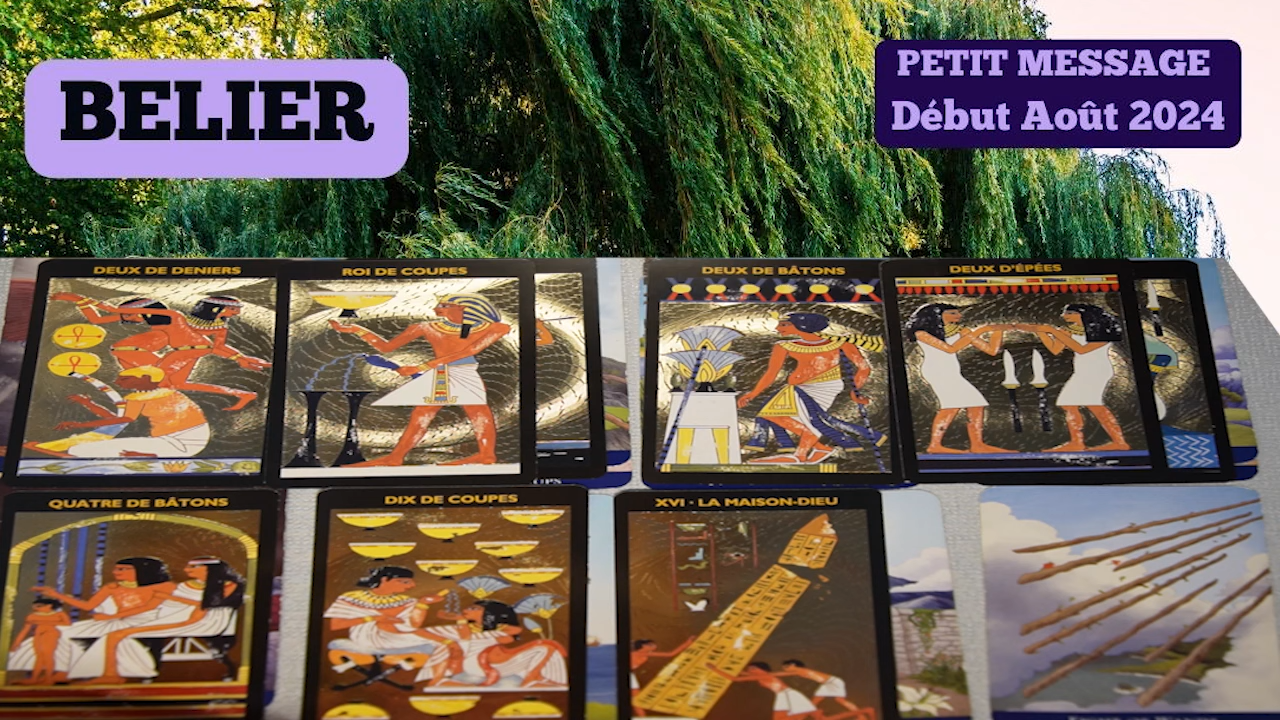 BELIER
PETIT MESSAGE
Début Août 2024
DEUX DE DENIERS
ROI DE COUPES
DEUX DE BÂTONS
DEUX D'ÉPÉES
QUATRE DE BÂTONS
DIX DE COUPES
XVI · LA MAISON-DIEU